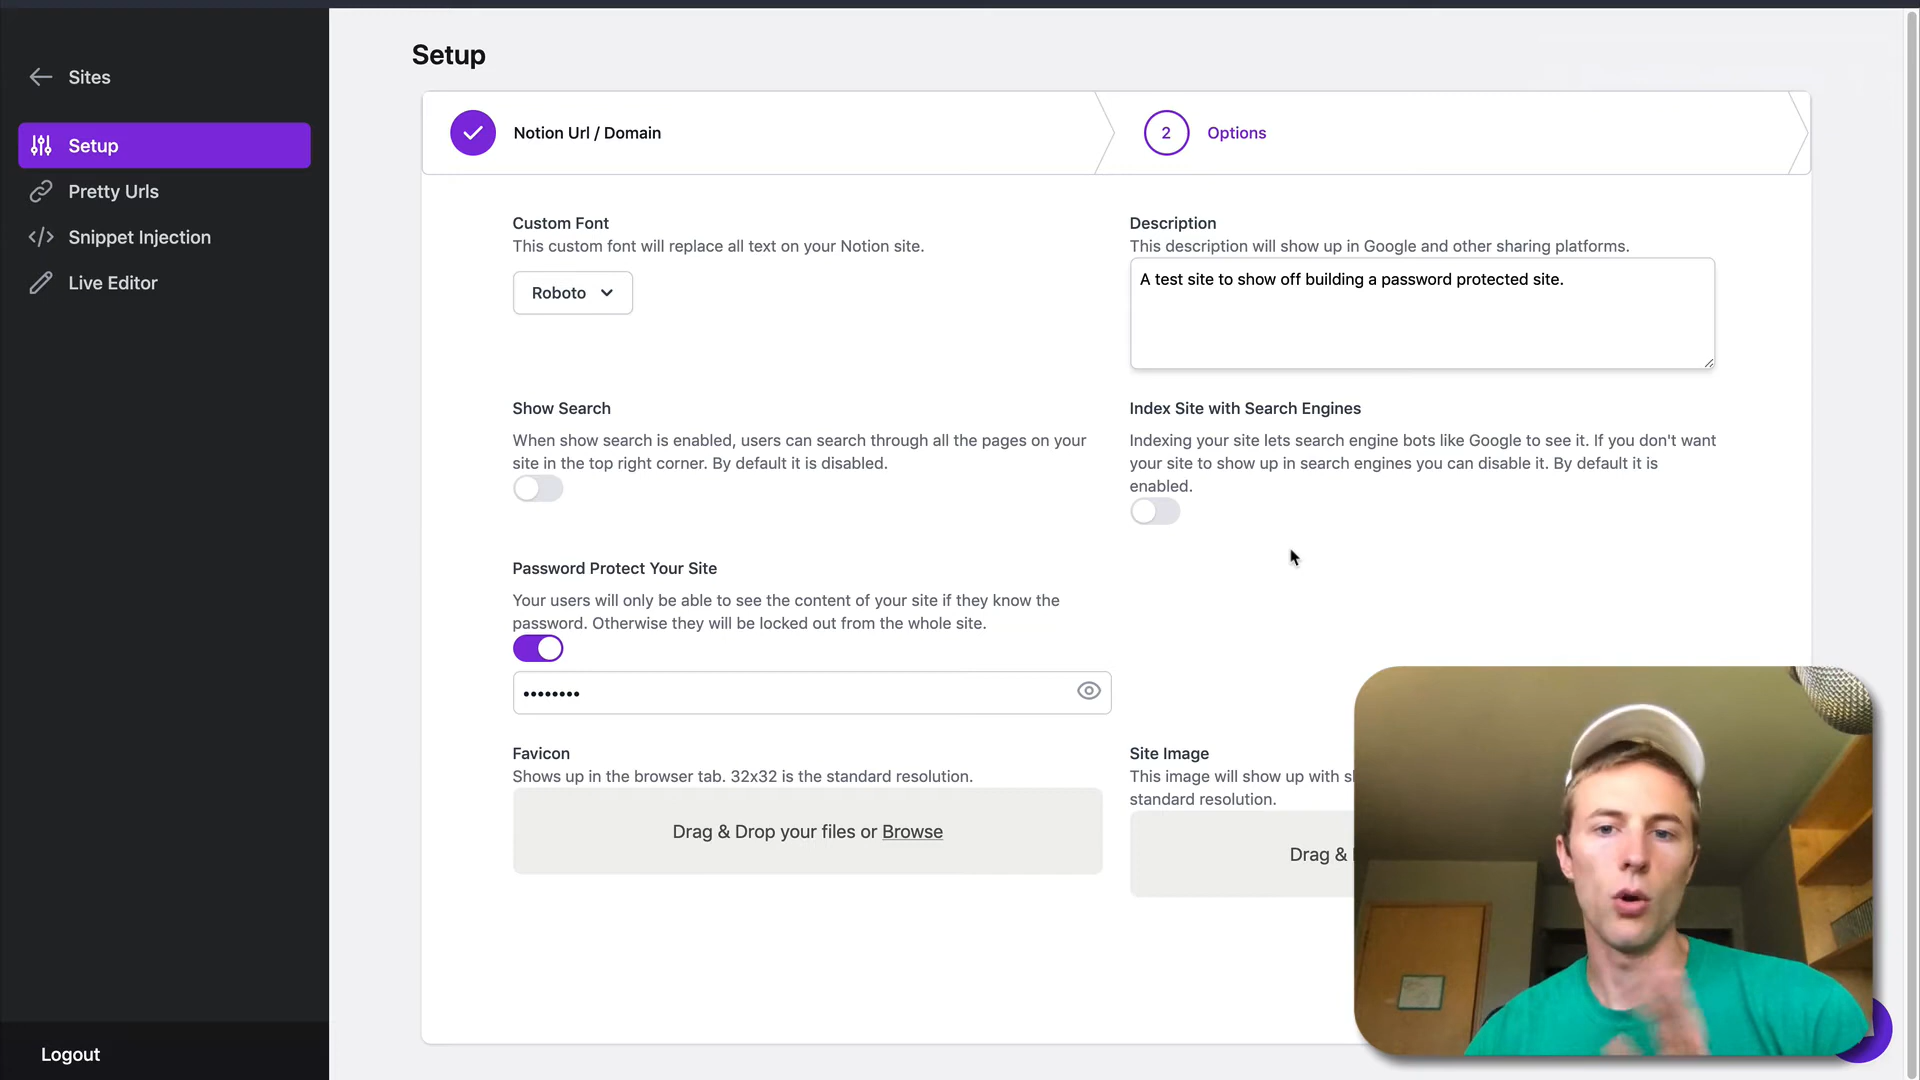 Setup
Sites
Setup
Pretty Urls
Snippet Injection
Live Editor
Logout
Notion Url / Domain
2
Options
Custom Font
This custom font will replace all text on your Notion site.
Roboto
Description
This description will show up in Google and other sharing platforms.
A test site to show off building a password protected site.
Show Search
When show search is enabled, users can search through all the pages on your
site in the top right corner. By default it is disabled.
Index Site with Search Engines
Indexing your site lets search engine bots like Google to see it. If you don't want
your site to show up in search engines you can disable it. By default it is
enabled.
Password Protect Your Site
Your users will only be able to see the content of your site if they know the
password. Otherwise they will be locked out from the whole site.
••••••••
Favicon
Shows up in the browser tab. 32x32 is the standard resolution.
Drag & Drop your files or Browse
Site Image
This image will show up with
standard resolution.
Drag &